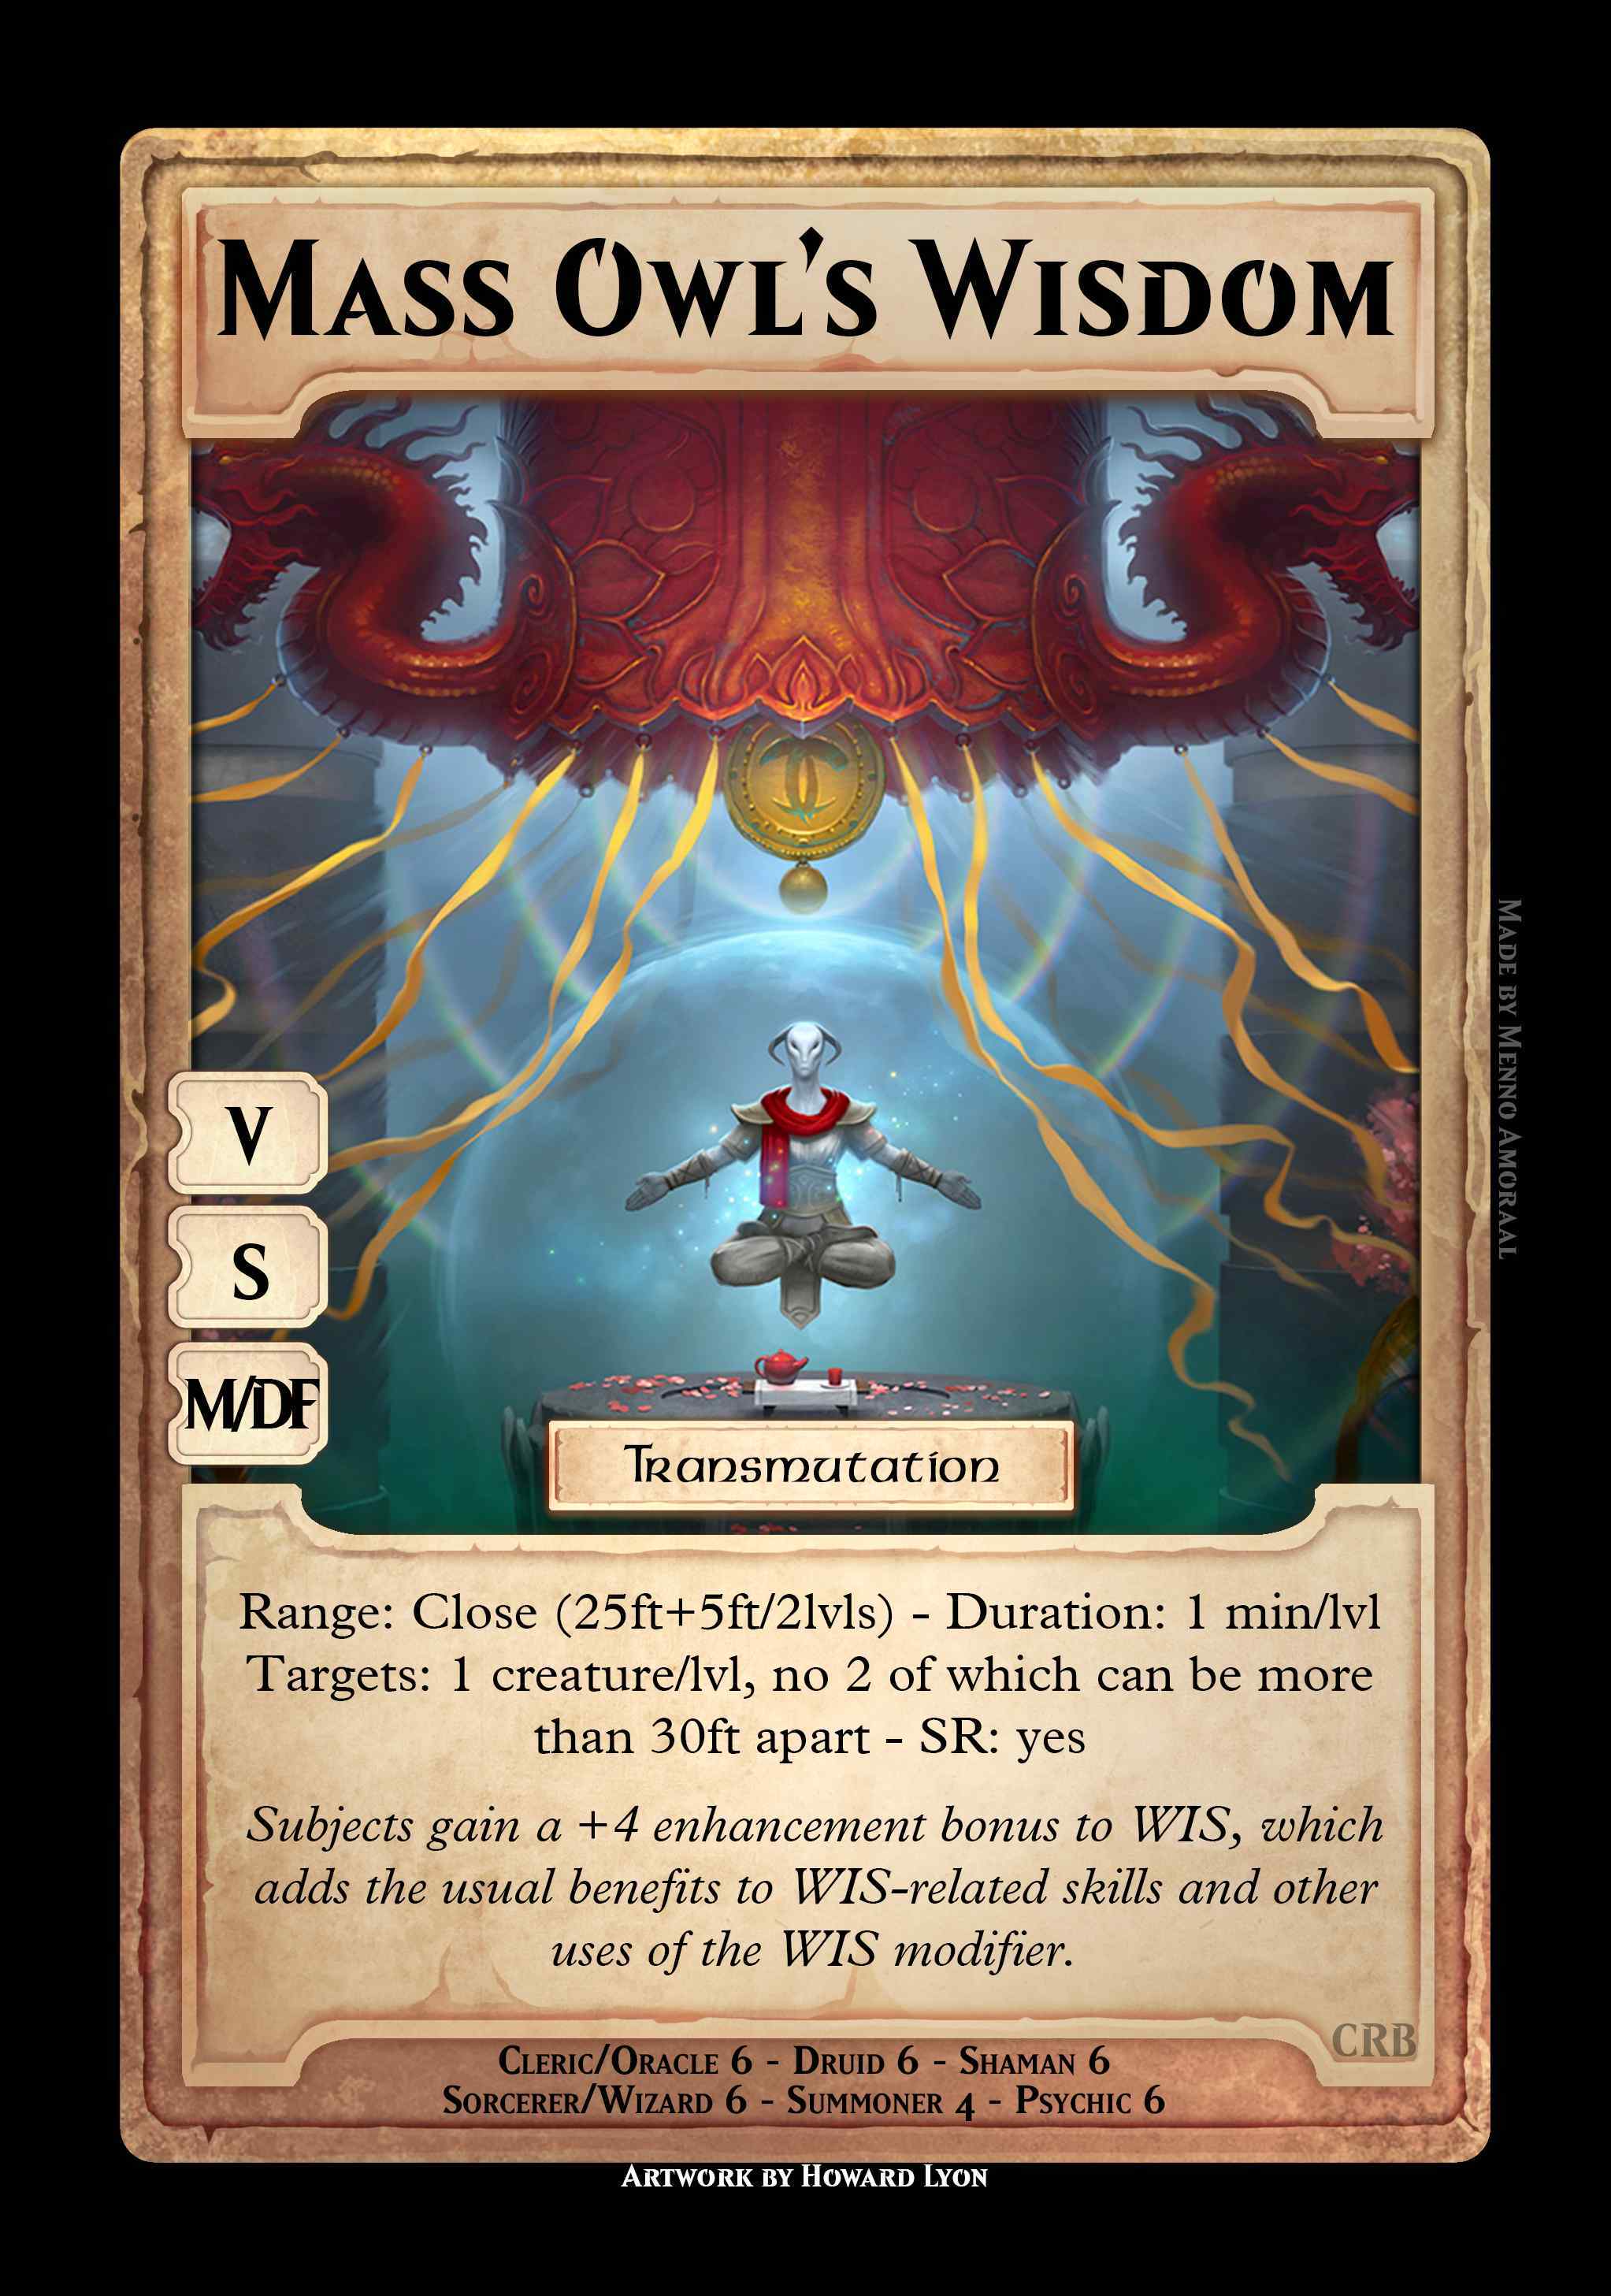 Mass Owl's Wisdom
V
S
M/DF
Transmutation
Range: Close (25ft+5ft/2lvls) - Duration: 1 min/lvl
Targets: 1 creature/lvl, no 2 of which can be more
than 30ft apart - SR: yes
Subjects gain a +4 enhancement bonus to WIS, which
adds the usual benefits to WIS-related skills and other
uses of the WIS modifier.
CRB
Cleric/Oracle 6 - Druid 6 - Shaman 6
Sorcerer/Wizard 6 - Summoner 4 - Psychic 6
Artwork by Howard Lyon
Made by Menno Amoraal